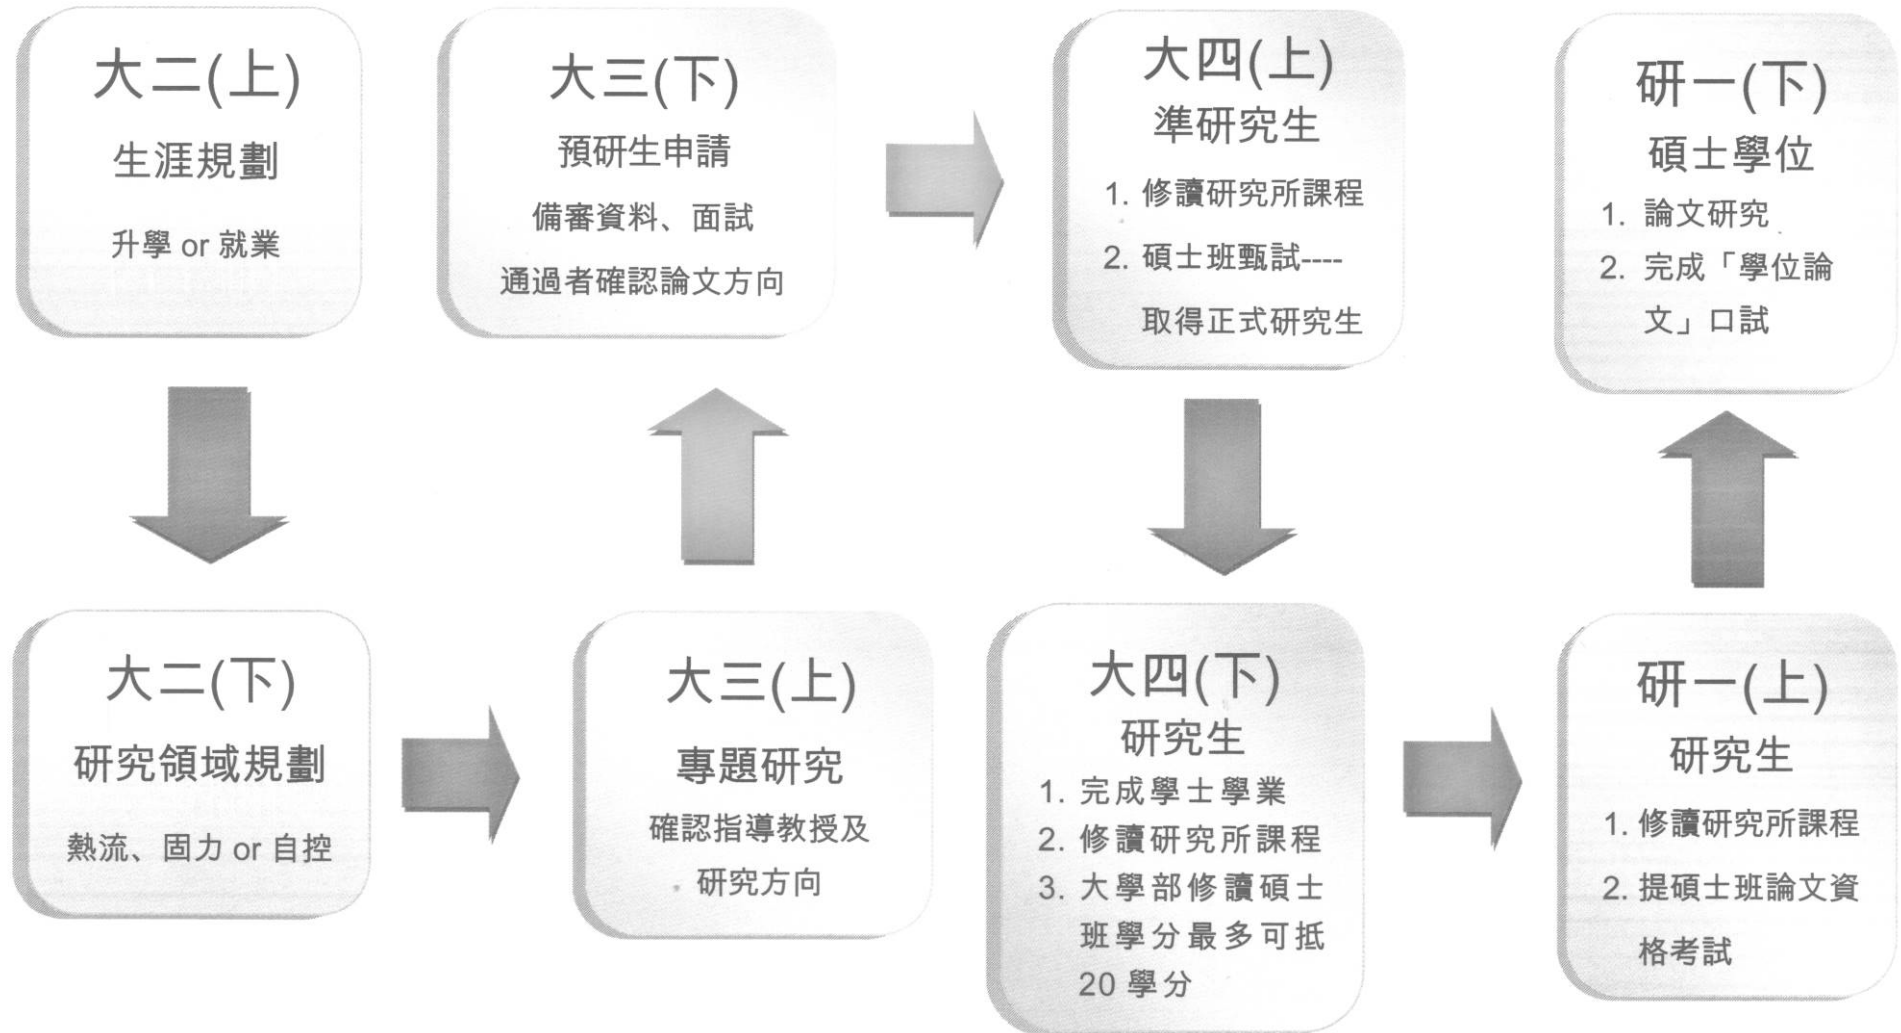 大二(上)
生涯規劃
升學 or 就業
大二(下)
研究領域規劃
熱流、固力 or 自控
大三(上)
專題研究
確認指導教授及
研究方向
大三(下)
預研生申請
備審資料、面試
通過者確認論文方向
大四(上)
準研究生
1. 修讀研究所課程
2. 碩士班甄試----
取得正式研究生
大四(下)
研究生
1. 完成學士學業
2. 修讀研究所課程
3. 大學部修讀碩士
班學分最多可抵
20 學分
研一(上)
研究生
1. 修讀研究所課程
2. 提碩士班論文資
格考試
研一(下)
碩士學位
1. 論文研究
2. 完成「學位論
文」口試